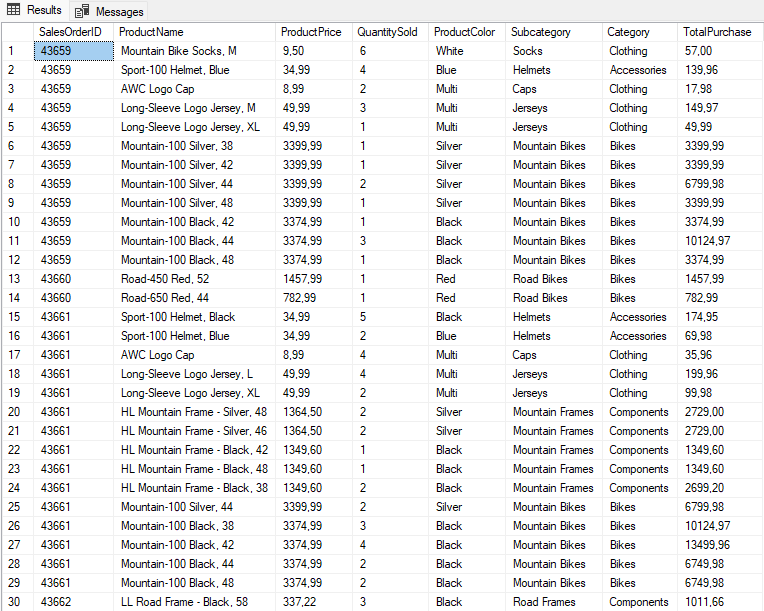 Results Messages
SalesOrderID ProductName ProductPrice QuantitySold ProductColor Subcategory Category TotalPurchase
1 43659 Mountain Bike Socks, M 9,50 6 White Socks Clothing 57,00
2 43659 Sport-100 Helmet, Blue 34,99 4 Blue Helmets Accessories 139,96
3 43659 AWC Logo Cap 8,99 2 Multi Caps Clothing 17,98
4 43659 Long-Sleeve Logo Jersey, M 49,99 3 Multi Jerseys Clothing 149,97
5 43659 Long-Sleeve Logo Jersey, XL 49,99 1 Multi Jerseys Clothing 49,99
6 43659 Mountain-100 Silver, 38 3399,99 1 Silver Mountain Bikes Bikes 3399,99
7 43659 Mountain-100 Silver, 42 3399,99 1 Silver Mountain Bikes Bikes 3399,99
8 43659 Mountain-100 Silver, 44 3399,99 2 Silver Mountain Bikes Bikes 6799,98
9 43659 Mountain-100 Silver, 48 3399,99 1 Silver Mountain Bikes Bikes 3399,99
10 43659 Mountain-100 Black, 42 3374,99 1 Black Mountain Bikes Bikes 3374,99
11 43659 Mountain-100 Black, 44 3374,99 3 Black Mountain Bikes Bikes 10124,97
12 43659 Mountain-100 Black, 48 3374,99 1 Black Mountain Bikes Bikes 3374,99
13 43660 Road-450 Red, 52 1457,99 1 Red Road Bikes Bikes 1457,99
14 43660 Road-650 Red, 44 782,99 1 Red Road Bikes Bikes 782,99
15 43661 Sport-100 Helmet, Black 34,99 5 Black Helmets Accessories 174,95
16 43661 Sport-100 Helmet, Blue 34,99 2 Blue Helmets Accessories 69,98
17 43661 AWC Logo Cap 8,99 4 Multi Caps Clothing 35,96
18 43661 Long-Sleeve Logo Jersey, L 49,99 4 Multi Jerseys Clothing 199,96
19 43661 Long-Sleeve Logo Jersey, XL 49,99 2 Multi Jerseys Clothing 99,98
20 43661 HL Mountain Frame - Silver, 48 1364,50 2 Silver Mountain Frames Components 2729,00
21 43661 HL Mountain Frame - Silver, 46 1364,50 2 Silver Mountain Frames Components 2729,00
22 43661 HL Mountain Frame - Black, 42 1349,60 1 Black Mountain Frames Components 1349,60
23 43661 HL Mountain Frame - Black, 48 1349,60 1 Black Mountain Frames Components 1349,60
24 43661 HL Mountain Frame - Black, 38 1349,60 2 Black Mountain Frames Components 2699,20
25 43661 Mountain-100 Silver, 44 3399,99 2 Silver Mountain Bikes Bikes 6799,98
26 43661 Mountain-100 Black, 38 3374,99 3 Black Mountain Bikes Bikes 10124,97
27 43661 Mountain-100 Black, 42 3374,99 4 Black Mountain Bikes Bikes 13499,96
28 43661 Mountain-100 Black, 44 3374,99 2 Black Mountain Bikes Bikes 6749,98
29 43661 Mountain-100 Black, 48 3374,99 2 Black Mountain Bikes Bikes 6749,98
30 43662 LL Road Frame - Black, 58 337,22 3 Black Road Frames Components 1011,66